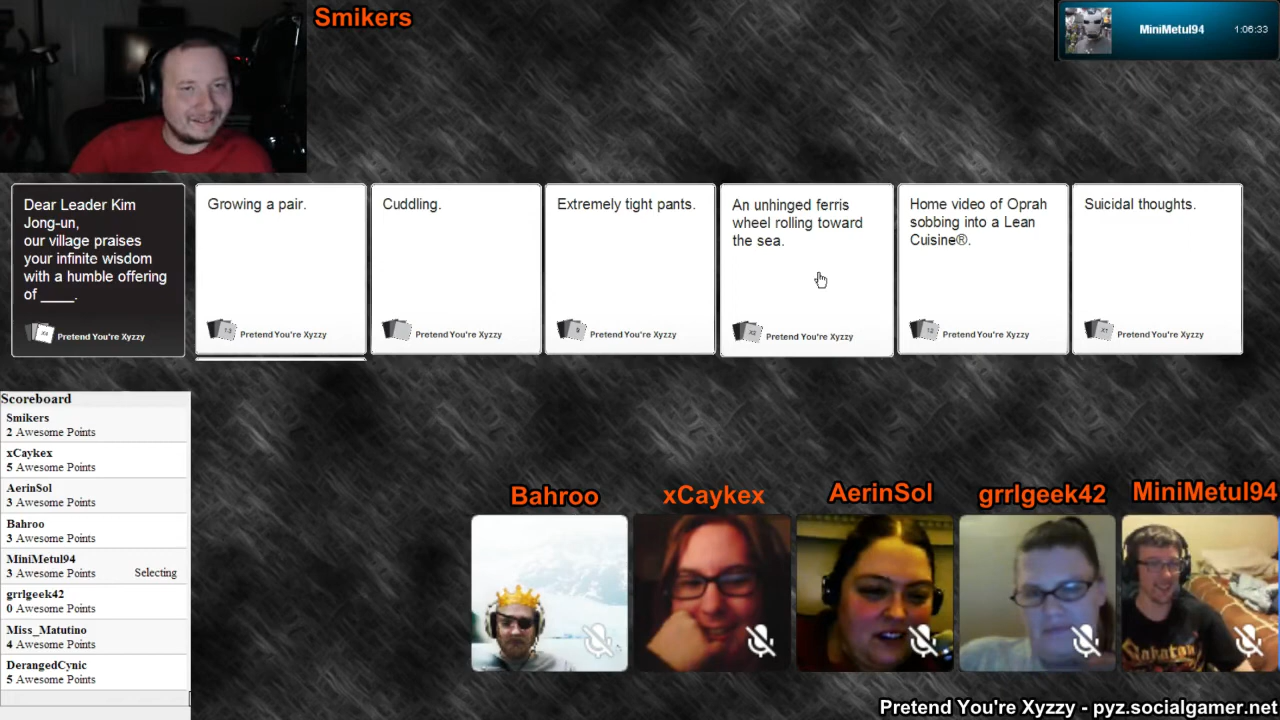 Smikers
MiniMetul94
1:06:33
Dear Leader Kim
Jong-un,
our village praises
your infinite wisdom
with a humble offering
of ____.
Pretend You're Xyzzy
Growing a pair.
Pretend You're Xyzzy
Cuddling.
Pretend You're Xyzzy
Extremely tight pants.
Pretend You're Xyzzy
An unhinged ferris
wheel rolling toward
the sea.
Pretend You're Xyzzy
Home video of Oprah
sobbing into a Lean
Cuisine®.
Pretend You're Xyzzy
Suicidal thoughts.
Pretend You're Xyzzy
Scoreboard
Smikers
2 Awesome Points
xCaykex
5 Awesome Points
AerinSol
3 Awesome Points
Bahroo
3 Awesome Points
MiniMetul94
3 Awesome Points Selecting
grrlgeek42
0 Awesome Points
Miss_Matutino
4 Awesome Points
DerangedCynic
5 Awesome Points
Bahroo
xCaykex
AerinSol
grrlgeek42
MiniMetul94
Pretend You're Xyzzy - pyz.socialgamer.net